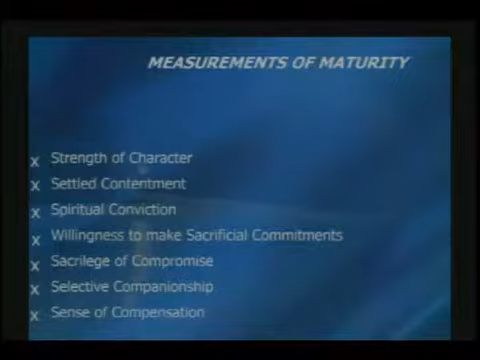 MEASUREMENTS OF MATURITY
x Strength of Character
x Settled Contentment
x Spiritual Conviction
x Willingness to make Sacrificial Commitments
x Sacrilege of Compromise
x Selective Companionship
x Sense of Compensation